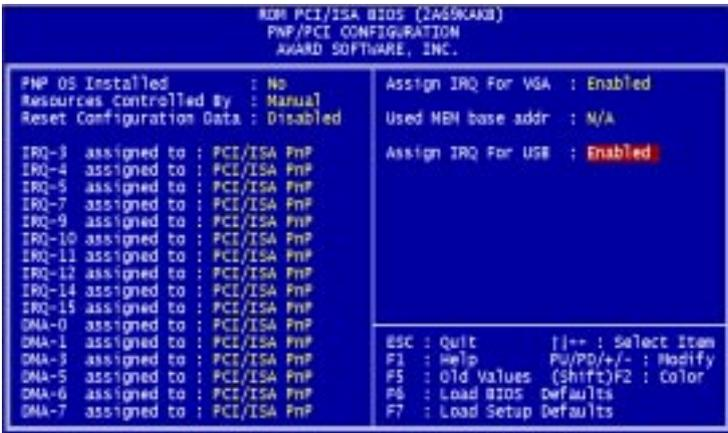 ROM PCI/ISA BIOS (2A69KAKB)
PNP/PCI CONFIGURATION
AWARD SOFTWARE, INC.
PNP OS Installed : No
Resources Controlled By : Manual
Reset Configuration Data : Disabled
IRQ-3 assigned to : PCI/ISA PnP
IRQ-4 assigned to : PCI/ISA PnP
IRQ-5 assigned to : PCI/ISA PnP
IRQ-7 assigned to : PCI/ISA PnP
IRQ-9 assigned to : PCI/ISA PnP
IRQ-10 assigned to : PCI/ISA PnP
IRQ-11 assigned to : PCI/ISA PnP
IRQ-12 assigned to : PCI/ISA PnP
IRQ-14 assigned to : PCI/ISA PnP
IRQ-15 assigned to : PCI/ISA PnP
DMA-0 assigned to : PCI/ISA PnP
DMA-1 assigned to : PCI/ISA PnP
DMA-3 assigned to : PCI/ISA PnP
DMA-5 assigned to : PCI/ISA PnP
DMA-6 assigned to : PCI/ISA PnP
DMA-7 assigned to : PCI/ISA PnP
Assign IRQ For VGA : Enabled
Used MEM base addr : N/A
Assign IRQ For USB : Enabled
ESC : Quit ↑↓→← : Select Item
F1 : Help PU/PD/+/- : Modify
F5 : Old Values (Shift)F2 : Color
F6 : Load BIOS Defaults
F7 : Load Setup Defaults